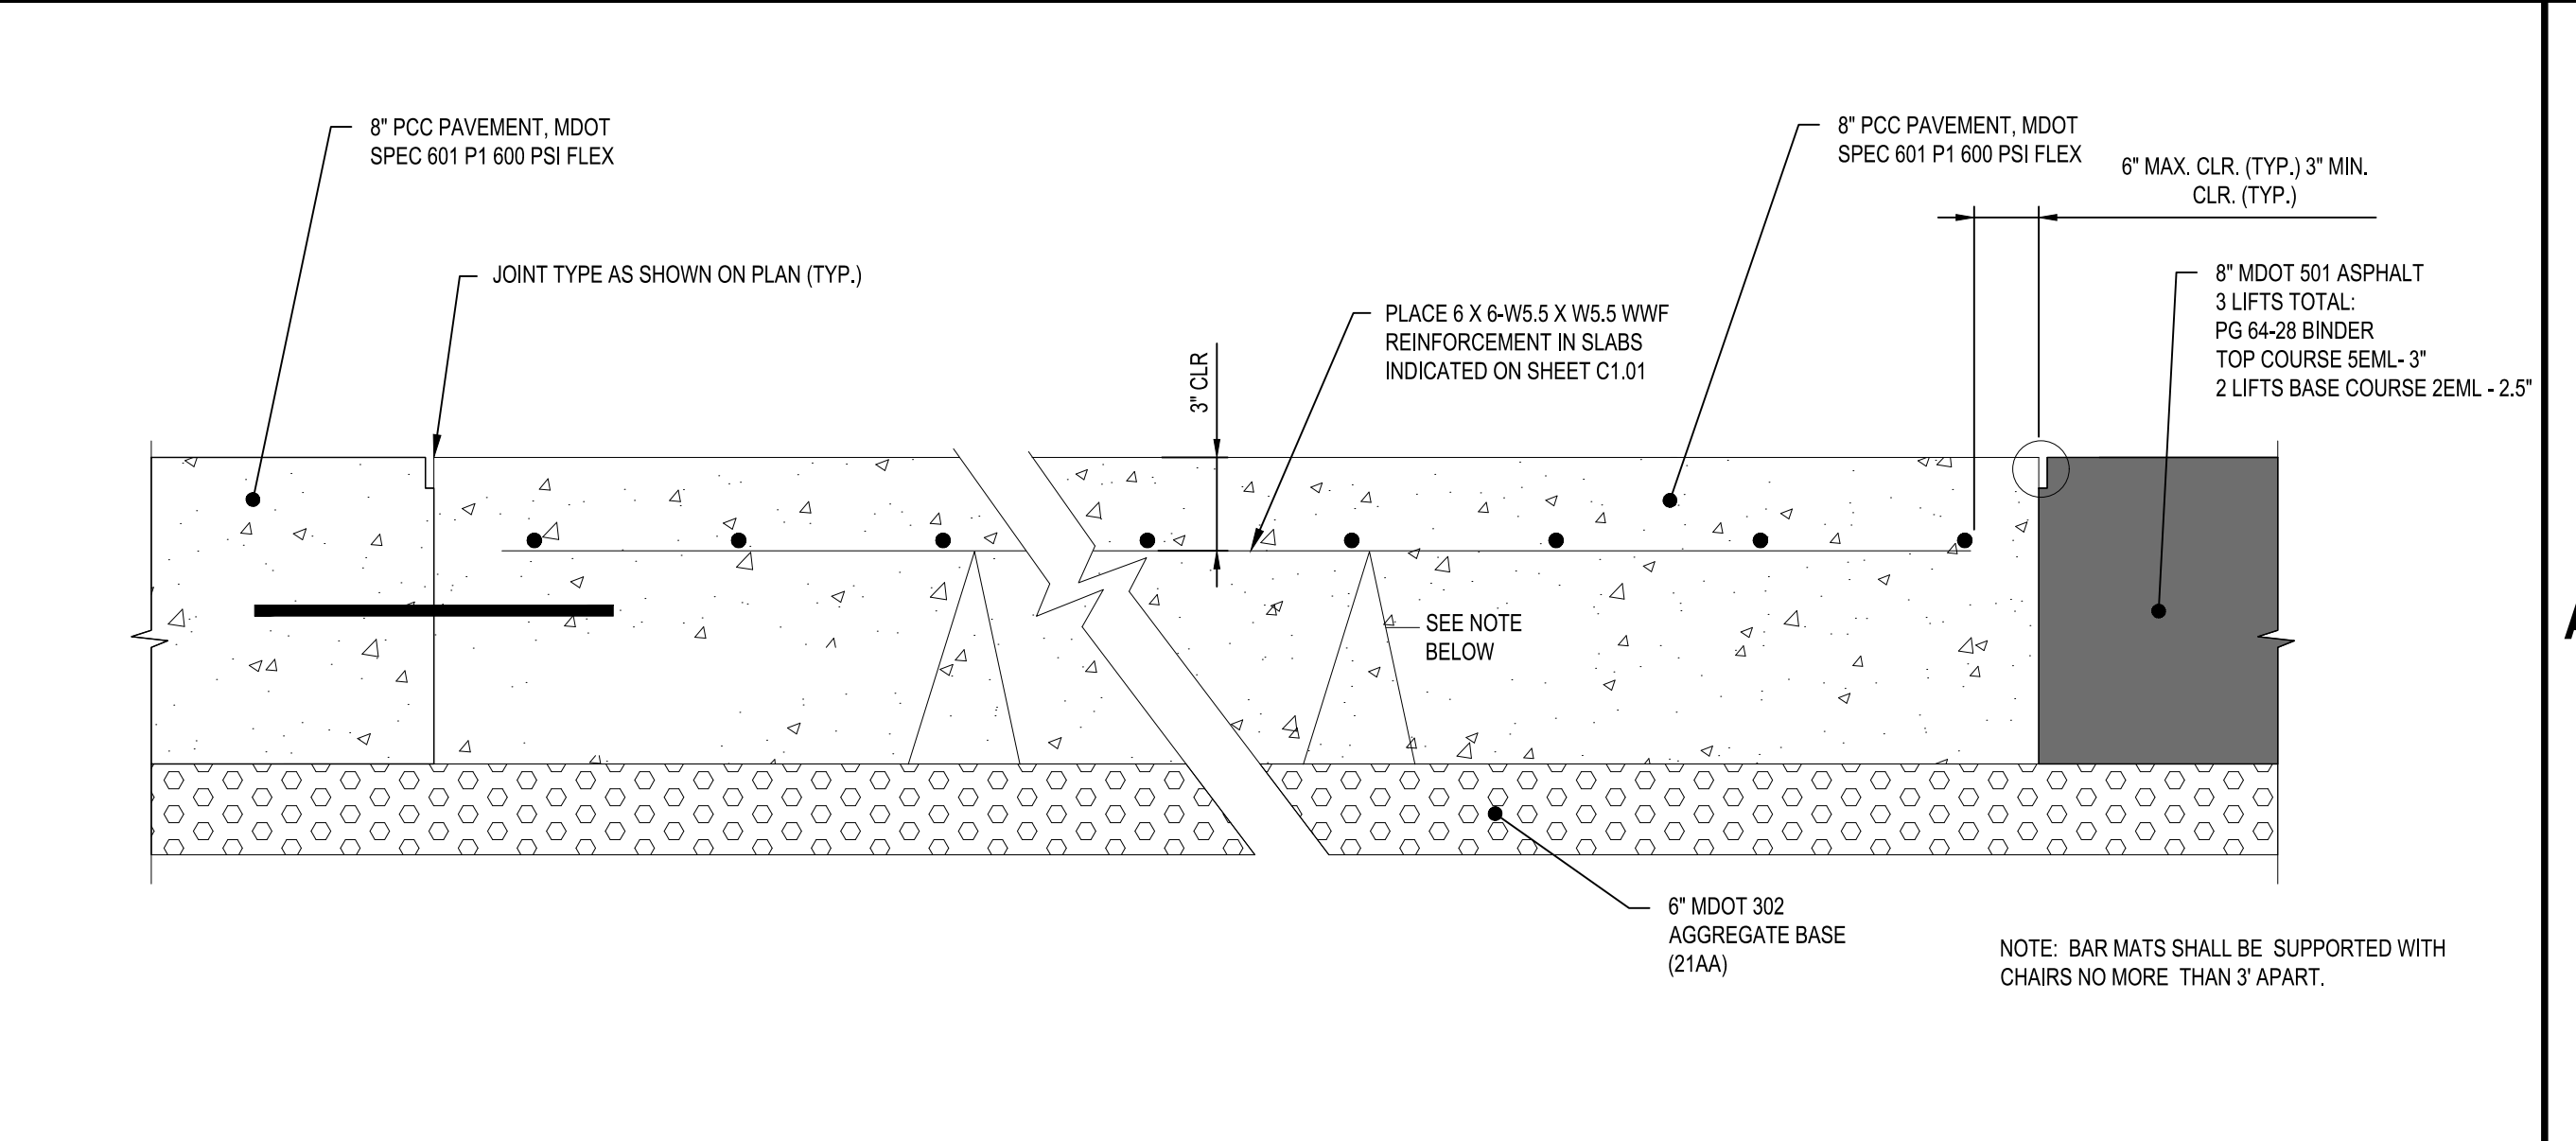 8" PCC PAVEMENT, MDOT
SPEC 601 P1 600 PSI FLEX
JOINT TYPE AS SHOWN ON PLAN (TYP.)
3" CLR
PLACE 6 X 6-W5.5 X W5.5 WWF
REINFORCEMENT IN SLABS
INDICATED ON SHEET C1.01
8" PCC PAVEMENT, MDOT
SPEC 601 P1 600 PSI FLEX
6" MAX. CLR. (TYP.) 3" MIN.
CLR. (TYP.)
8" MDOT 501 ASPHALT
3 LIFTS TOTAL:
PG 64-28 BINDER
TOP COURSE 5EML- 3"
2 LIFTS BASE COURSE 2EML - 2.5"
SEE NOTE
BELOW
6" MDOT 302
AGGREGATE BASE
(21AA)
NOTE: BAR MATS SHALL BE SUPPORTED WITH
CHAIRS NO MORE THAN 3' APART.